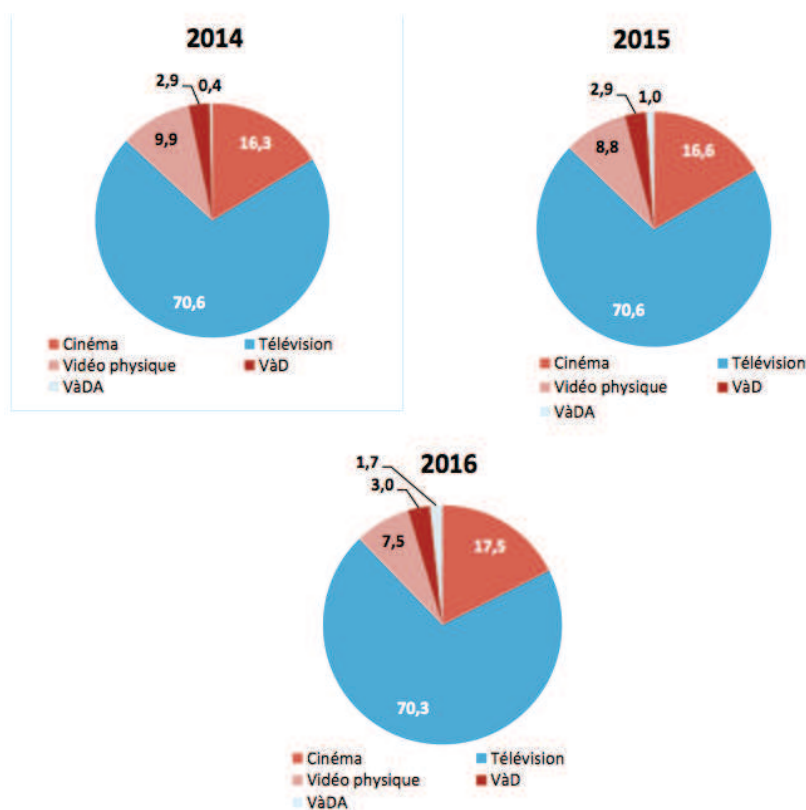 2014
2,9 0,4
9,9 16,3
70,6
Cinéma Télévision
Vidéo physique VàD
VàDA
2015
2,9 1,0
8,8 16,6
70,6
Cinéma Télévision
Vidéo physique VàD
VàDA
2016
1,7
3,0
7,5 17,5
70,3
Cinéma Télévision
Vidéo physique VàD
VàDA